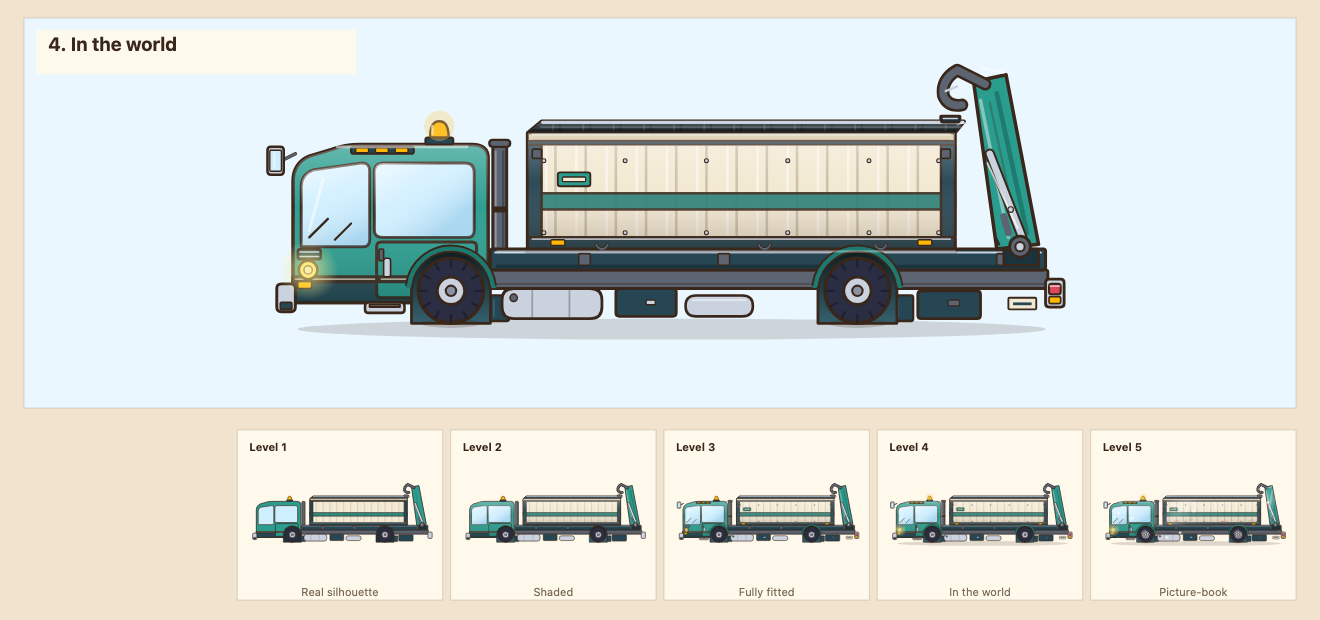 4. In the world
Level 1
Level 2
Level 3
Level 4
Level 5
Real silhouette
Shaded
Fully fitted
In the world
Picture-book